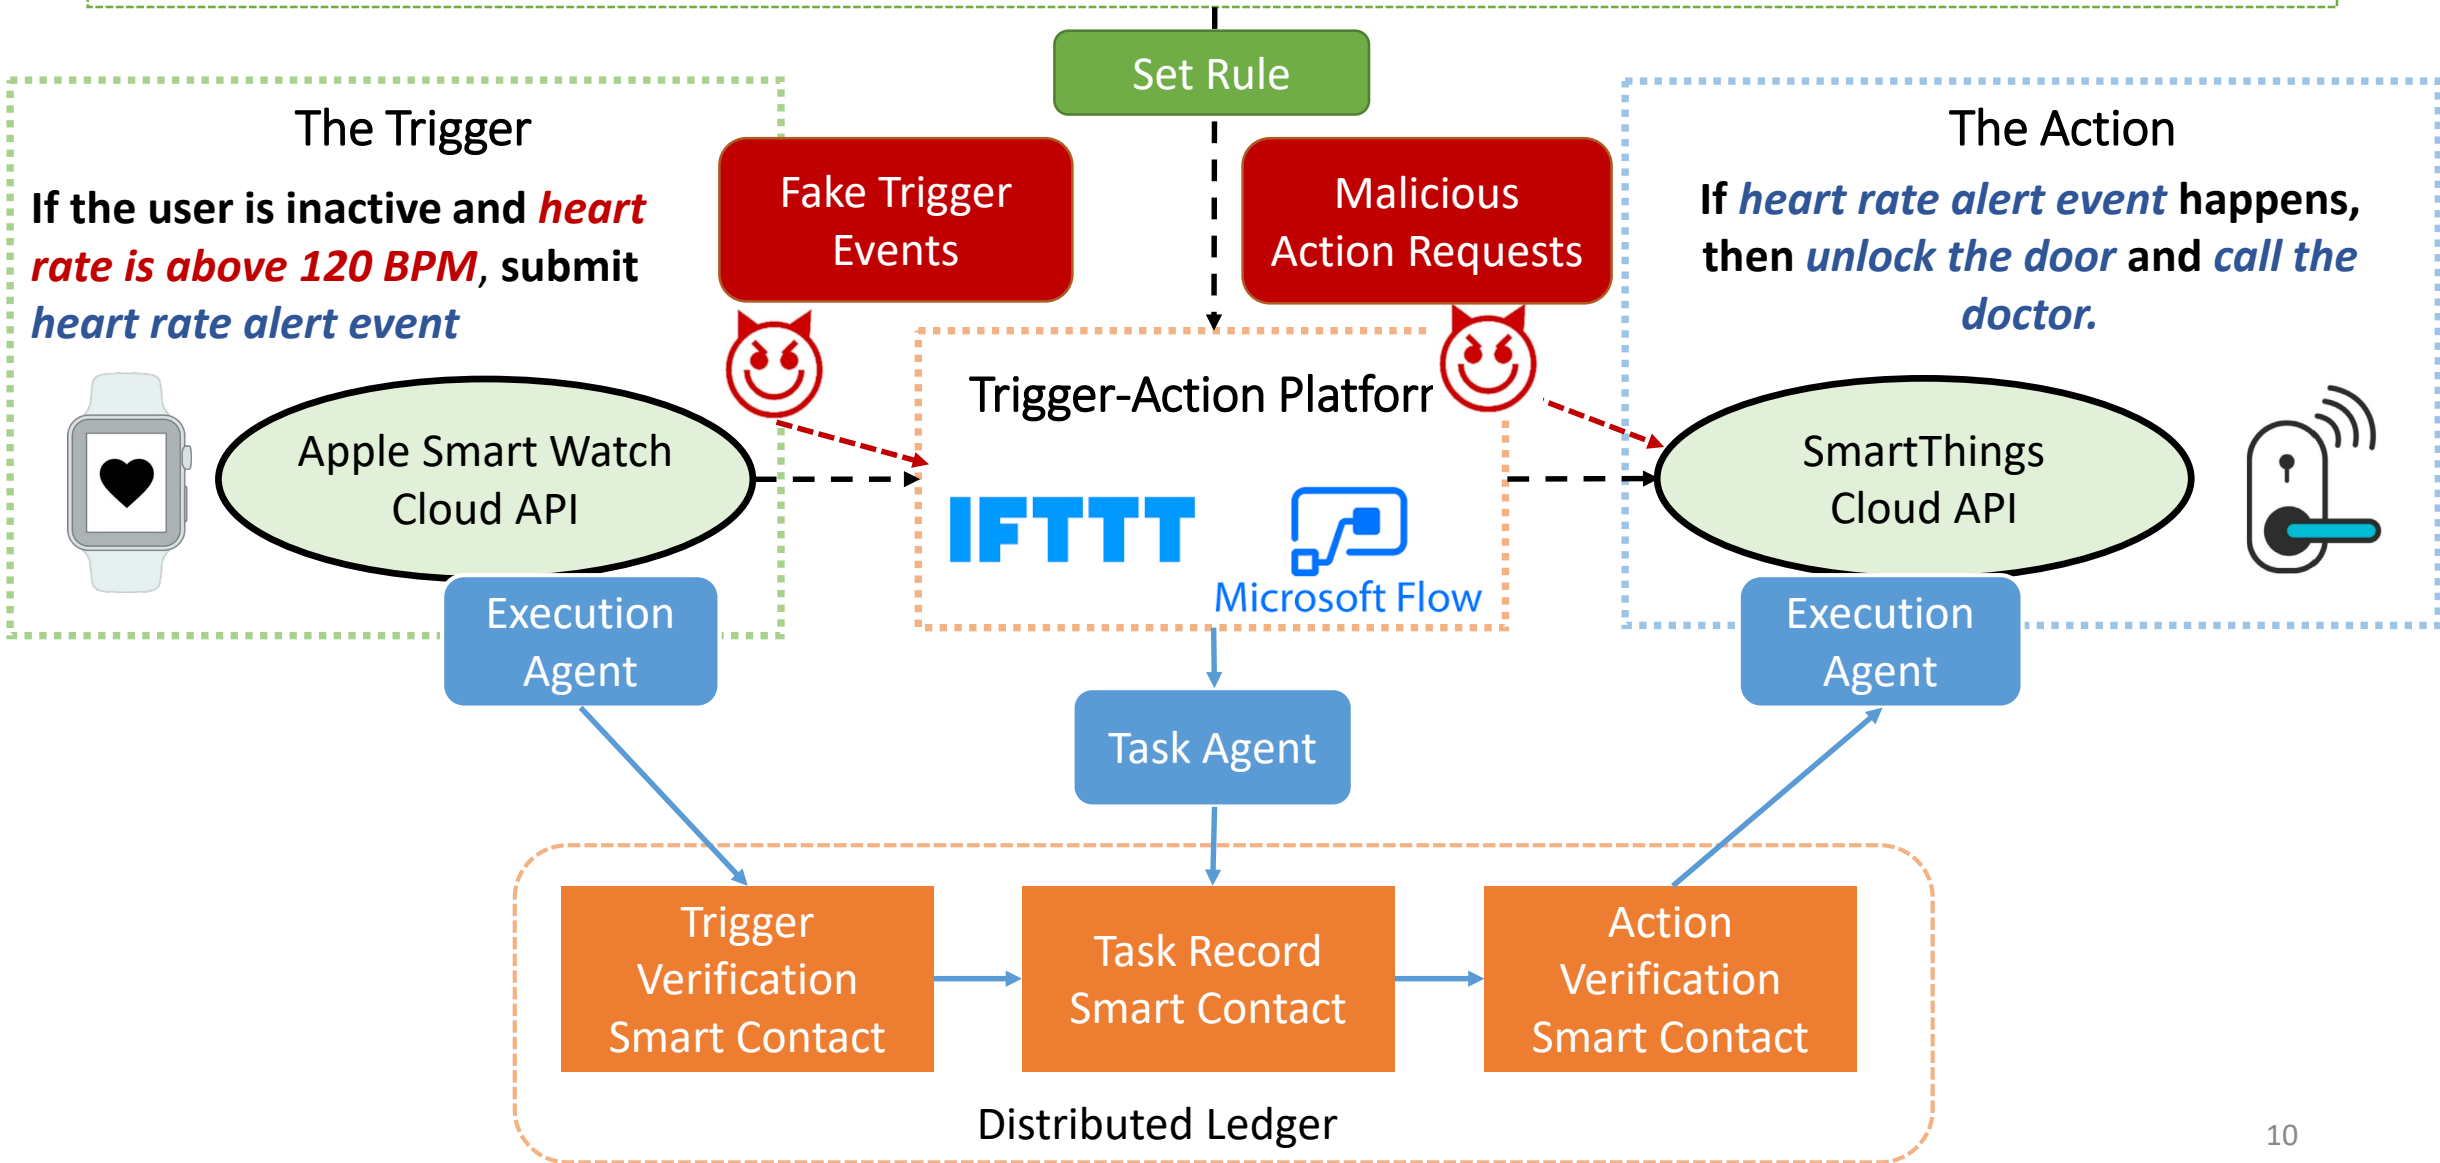 Set Rule
The Trigger
If the user is inactive and heart
rate is above 120 BPM, submit
heart rate alert event
Fake Trigger
Events
Malicious
Action Requests
The Action
If heart rate alert event happens,
then unlock the door and call the
doctor.
Apple Smart Watch
Cloud API
Trigger-Action Platfor
IFTTT
Microsoft Flow
SmartThings
Cloud API
Execution
Agent
Task Agent
Execution
Agent
Trigger
Verification
Smart Contact
Task Record
Smart Contact
Action
Verification
Smart Contact
Distributed Ledger
10